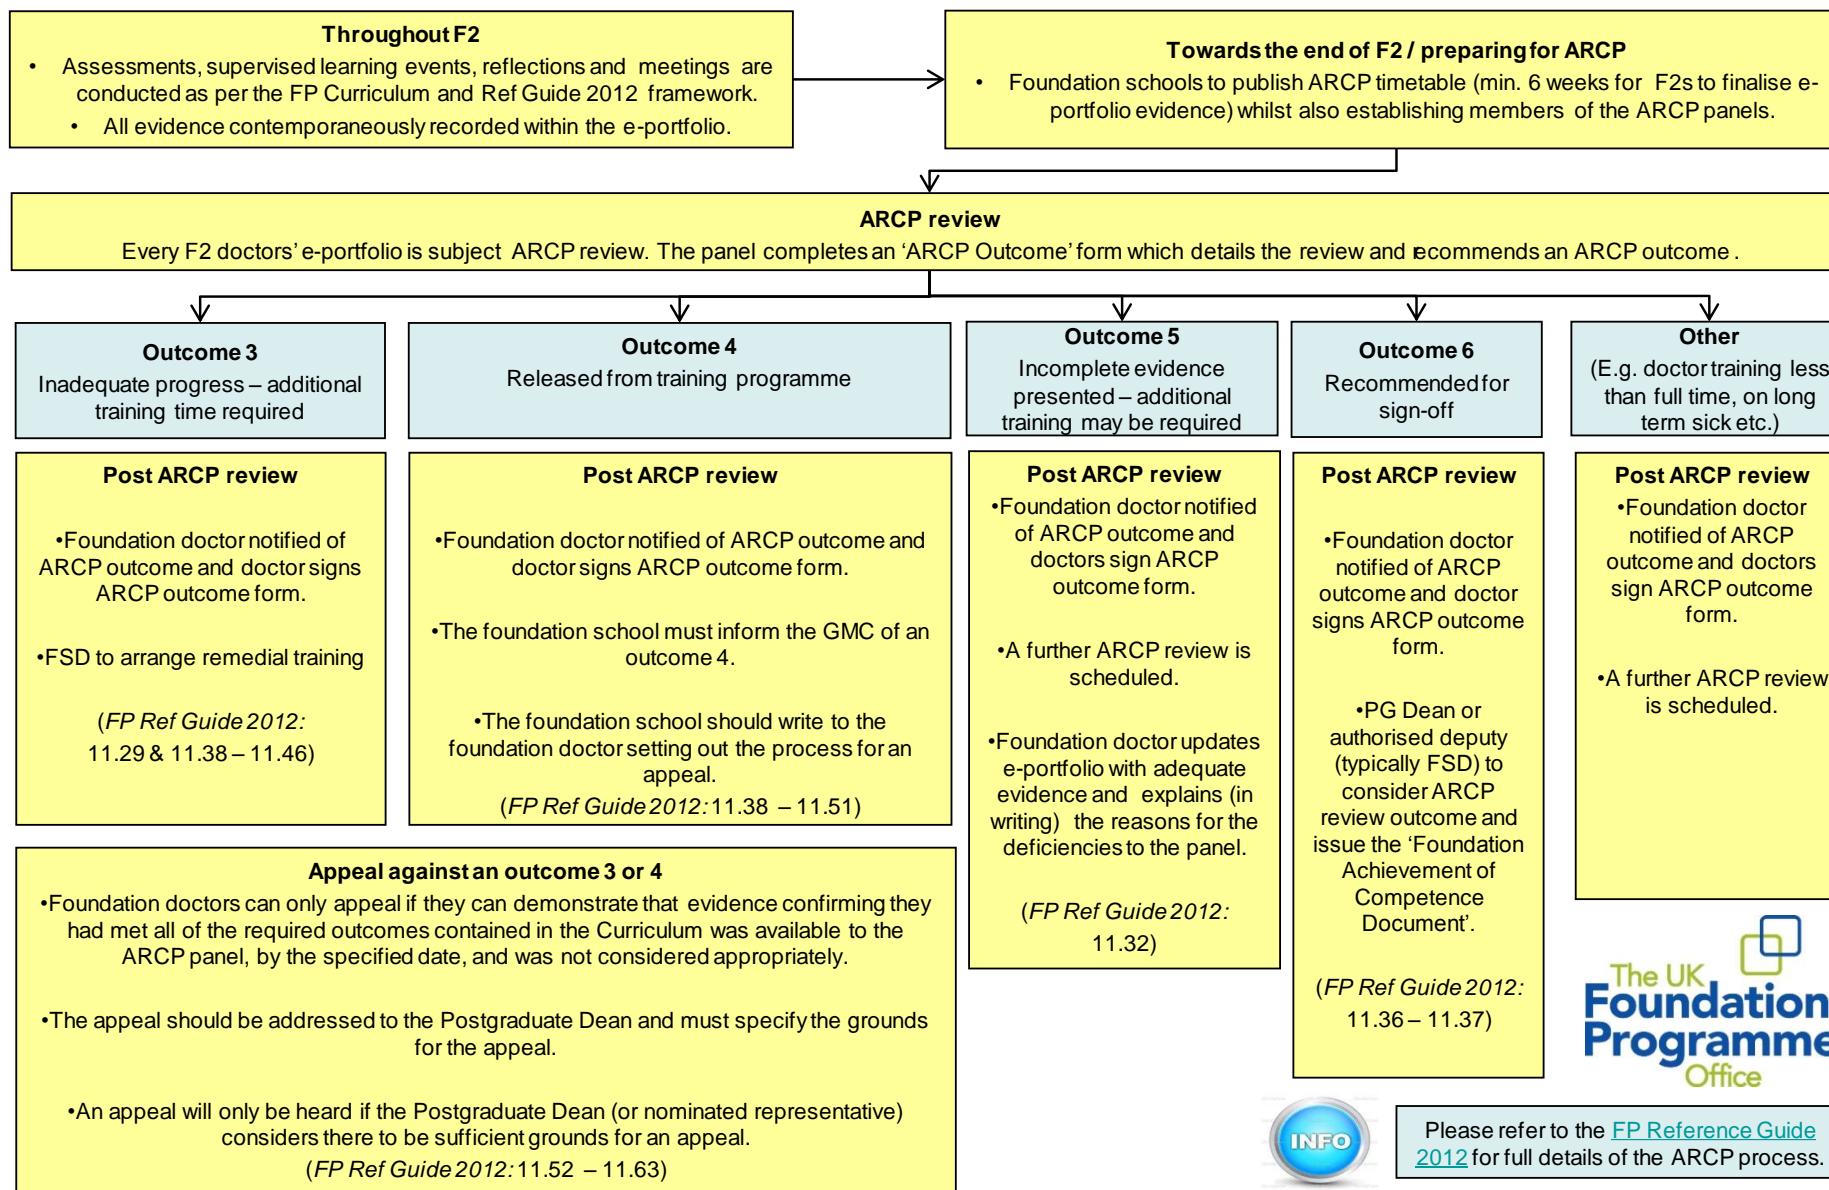 Throughout F2
• Assessments, supervised learning events, reflections and meetings are
conducted as per the FP Curriculum and Ref Guide 2012 framework.
• All evidence contemporaneously recorded within the e-portfolio.
Towards the end of F2 / preparing for ARCP
• Foundation schools to publish ARCP timetable (min. 6 weeks for F2s to finalise e-
portfolio evidence) whilst also establishing members of the ARCP panels.
ARCP review
Every F2 doctors' e-portfolio is subject ARCP review. The panel completes an 'ARCP Outcome' form which details the review and recommends an ARCP outcome .
Outcome 3
Inadequate progress – additional
training time required
Outcome 4
Released from training programme
Outcome 5
Incomplete evidence
presented – additional
training may be required
Outcome 6
Recommended for
sign-off
Other
(E.g. doctor training less
than full time, on long
term sick etc.)
Post ARCP review
•Foundation doctor notified of
ARCP outcome and doctor signs
ARCP outcome form.
•FSD to arrange remedial training
(FP Ref Guide 2012:
11.29 & 11.38 – 11.46)
Post ARCP review
•Foundation doctor notified of ARCP outcome and
doctor signs ARCP outcome form.
•The foundation school must inform the GMC of an
outcome 4.
•The foundation school should write to the
foundation doctor setting out the process for an
appeal.
(FP Ref Guide 2012: 11.38 – 11.51)
Post ARCP review
•Foundation doctor notified
of ARCP outcome and
doctors sign ARCP
outcome form.
•A further ARCP review is
scheduled.
•Foundation doctor updates
e-portfolio with adequate
evidence and explains (in
writing) the reasons for the
deficiencies to the panel.
(FP Ref Guide 2012:
11.32)
Post ARCP review
•Foundation doctor
notified of ARCP
outcome and doctor
signs ARCP outcome
form.
•PG Dean or
authorised deputy
(typically FSD) to
consider ARCP
review outcome and
issue the 'Foundation
Achievement of
Competence
Document'.
(FP Ref Guide 2012:
11.36 – 11.37)
Post ARCP review
•Foundation doctor
notified of ARCP
outcome and doctors
sign ARCP outcome
form.
•A further ARCP review
is scheduled.
Appeal against an outcome 3 or 4
•Foundation doctors can only appeal if they can demonstrate that evidence confirming they
had met all of the required outcomes contained in the Curriculum was available to the
ARCP panel, by the specified date, and was not considered appropriately.
•The appeal should be addressed to the Postgraduate Dean and must specify the grounds
for the appeal.
•An appeal will only be heard if the Postgraduate Dean (or nominated representative)
considers there to be sufficient grounds for an appeal.
(FP Ref Guide 2012: 11.52 – 11.63)
The UK
Foundation
Programme
Office
INFO
Please refer to the FP Reference Guide
2012 for full details of the ARCP process.